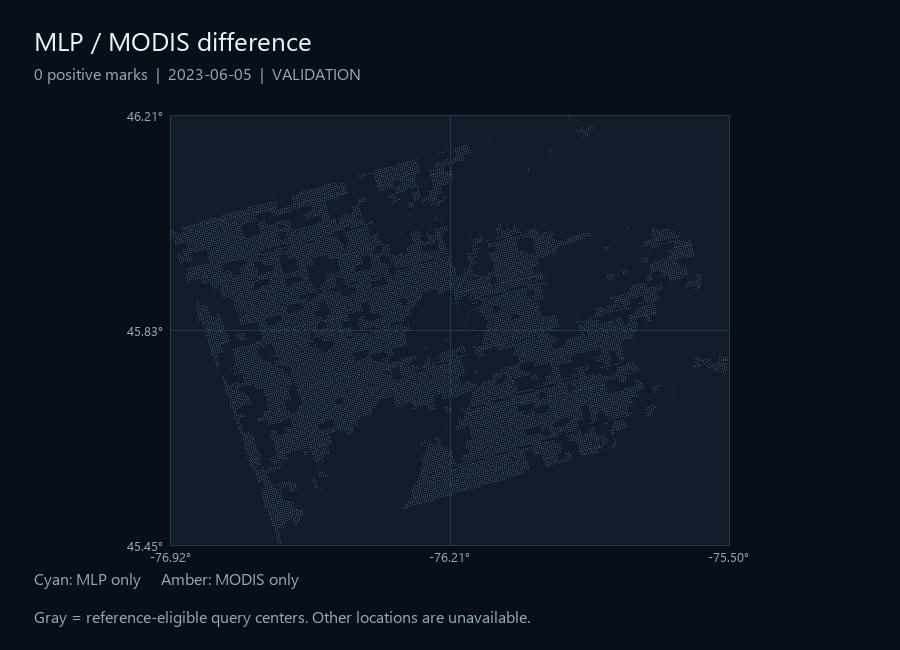 MLP / MODIS difference
0 positive marks | 2023-06-05 | VALIDATION
46.21°
45.83°
45.45°
-76.92° -76.21° -75.50°
Cyan: MLP only Amber: MODIS only
Gray = reference-eligible query centers. Other locations are unavailable.